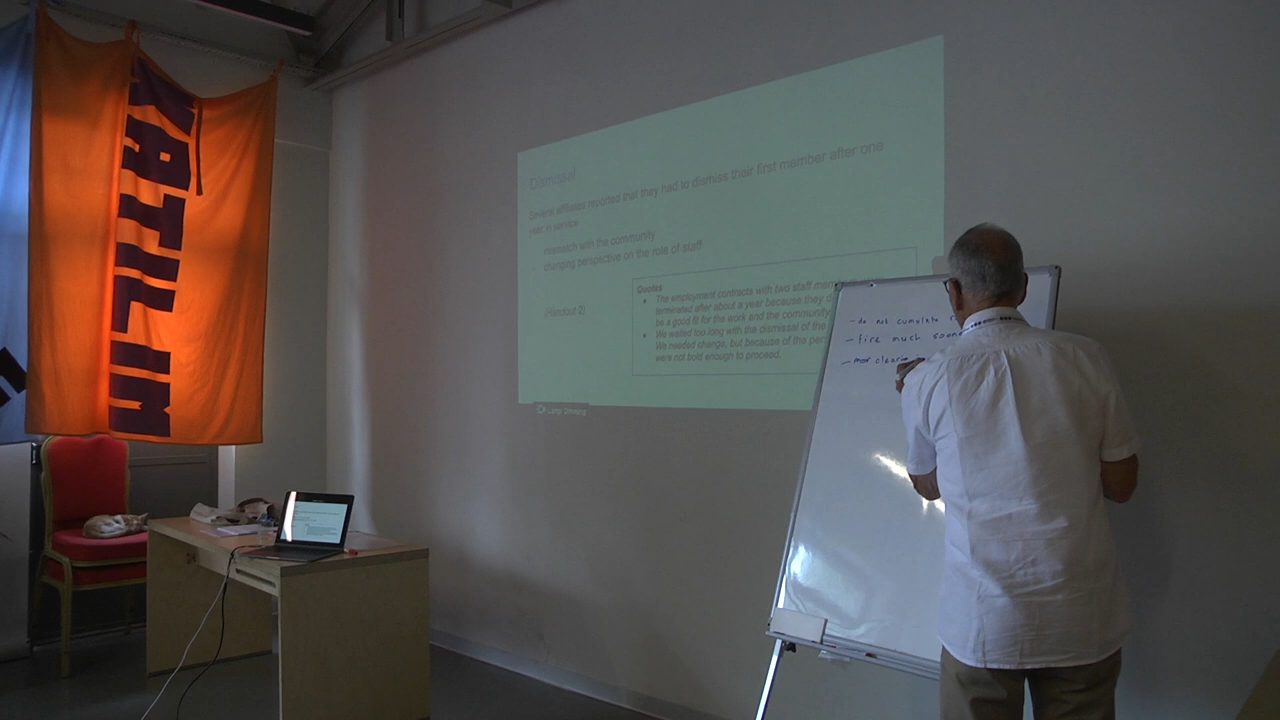 YATILIM
Dismissal
Several affiliates reported that they had to dismiss their first member after one
year in service
mismatch with the community
changing perspective on the role of staff
(Handout 2)
Quotes
The employment contracts with two staff
terminated after about a year because they
be a good fit for the work and the community
We waited too long with the dismissal of the
We needed change, but because of the
were not bold enough to proceed.
- do not cumulate
- fire much